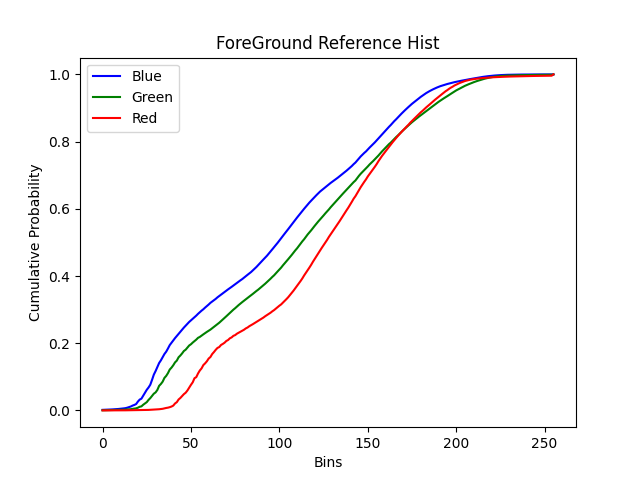 ForeGround Reference Hist
Blue
Green
Red
Cumulative Probability
1.0
0.8
0.6
0.4
0.2
0.0
0 50 100 150 200 250
Bins